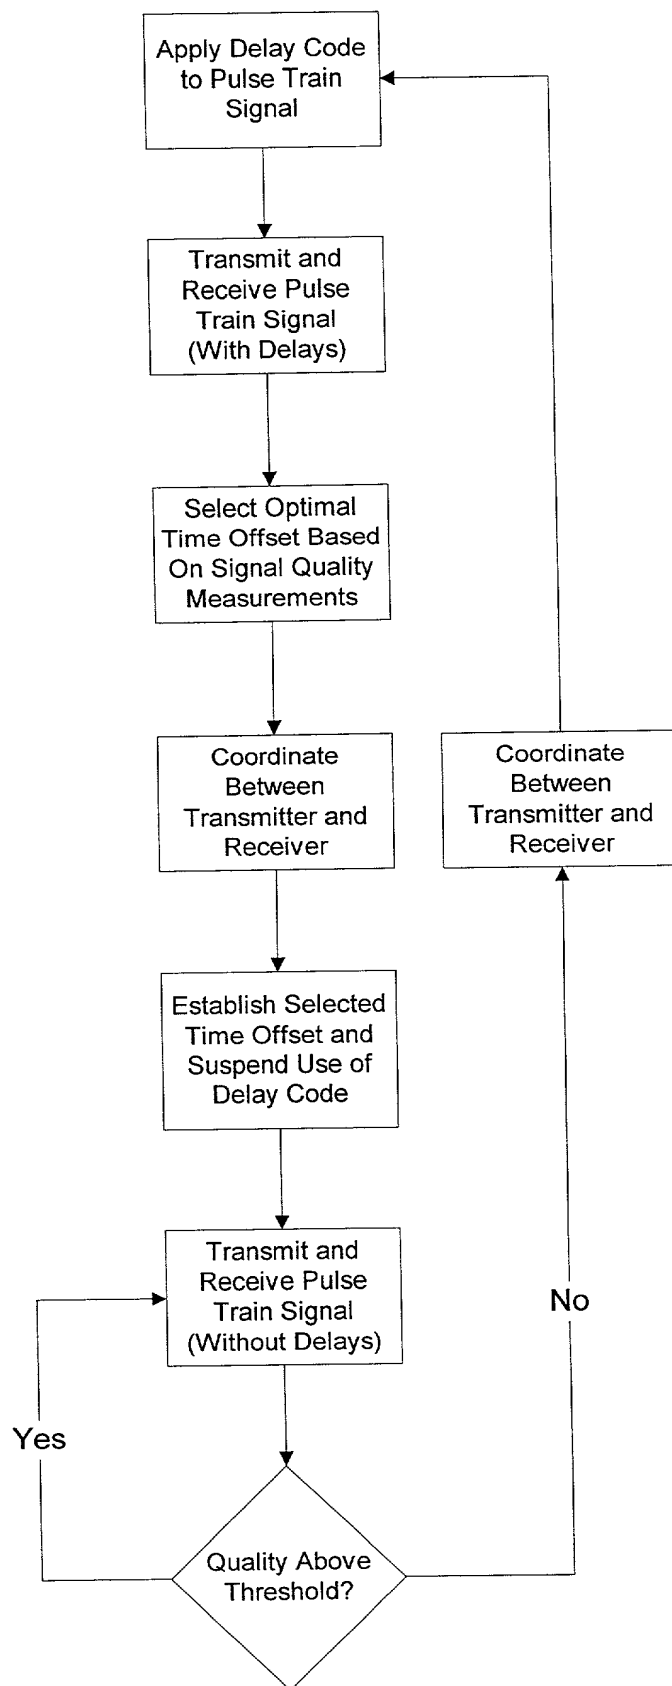 Apply Delay Code
to Pulse Train
Signal
Transmit and
Receive Pulse
Train Signal
(With Delays)
Select Optimal
Time Offset Based
On Signal Quality
Measurements
Coordinate
Between
Transmitter and
Receiver
Coordinate
Between
Transmitter and
Receiver
Establish Selected
Time Offset and
Suspend Use of
Delay Code
Transmit and
Receive Pulse
Train Signal
(Without Delays)
No
Yes
Quality Above
Threshold?